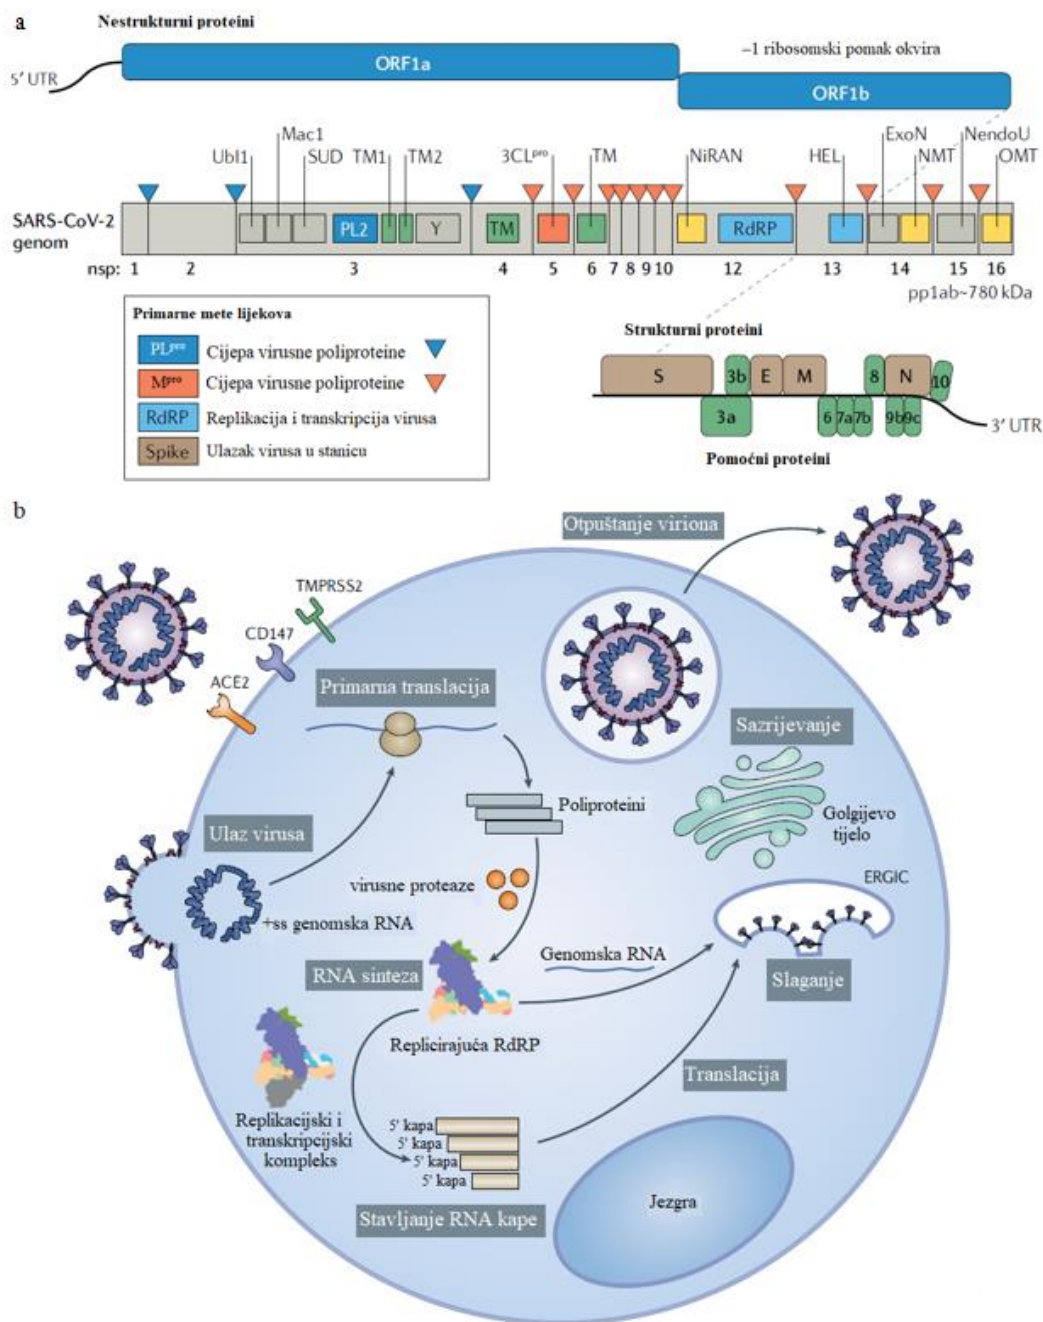 a
Nestrukturni proteini
–1 ribosomski pomak okvira
5′ UTR
ORF1a
ORF1b
Ubl1
Mac1
SUD
TM1
TM2
3CLpro
TM
NiRAN
HEL
ExoN
NMT
NendoU
OMT
SARS-CoV-2
genom
PL2
Y
TM
RdRP
nsp: 1 2 3 4 5 6 7 8 9 10 12 13 14 15 16
pp1ab~780 kDa
Primarne mete lijekova
PLpro Cijepa virusne poliproteine
Mpro Cijepa virusne poliproteine
RdRP Replikacija i transkripcija virusa
Spike Ulazak virusa u stanicu
Strukturni proteini
S 3b E M 8 N 10
3a 6 7a 7b 9b 9c
3′ UTR
Pomoćni proteini
b
Otpuštanje viriona
TMPRSS2
CD147
ACE2
Primarna translacija
Sazrijevanje
Poliproteini
Golgijevo
tijelo
Ulaz virusa
virusne proteaze
ERGIC
+ss genomska RNA
Genomska RNA
RNA sinteza
Slaganje
Replicirajuća RdRP
Translacija
Replikacijski i
transkripcijski
kompleks
5' kapa
5' kapa
5' kapa
5' kapa
Stavljanje RNA kape
Jezgra